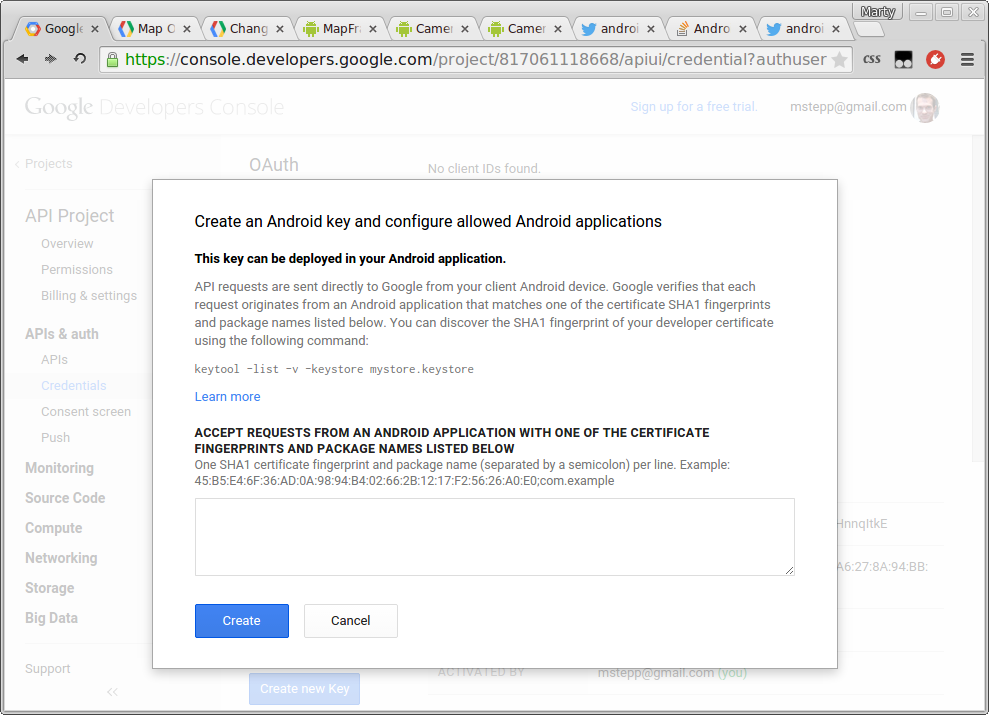 Marty
Google
Map O
Chang
MapFra
Camer
Camer
androi
Andro
androi
https://console.developers.google.com/project/817061118668/apiui/credential?authuser
css
Google Developers Console
Sign up for a free trial.
mstepp@gmail.com
‹ Projects
API Project
Overview
Permissions
Billing & settings
APIs & auth
APIs
Credentials
Consent screen
Push
Monitoring
Source Code
Compute
Networking
Storage
Big Data
Support
OAuth
No client IDs found.
Create an Android key and configure allowed Android applications
This key can be deployed in your Android application.
API requests are sent directly to Google from your client Android device. Google verifies that each
request originates from an Android application that matches one of the certificate SHA1 fingerprints
and package names listed below. You can discover the SHA1 fingerprint of your developer certificate
using the following command:
keytool -list -v -keystore mystore.keystore
Learn more
ACCEPT REQUESTS FROM AN ANDROID APPLICATION WITH ONE OF THE CERTIFICATE
FINGERPRINTS AND PACKAGE NAMES LISTED BELOW
One SHA1 certificate fingerprint and package name (separated by a semicolon) per line. Example:
45:B5:E4:6F:36:AD:0A:98:94:B4:02:66:2B:12:17:F2:56:26:A0:E0;com.example
Create
Cancel
HnnqItkE
A6:27:8A:94:BB:
ACTIVATED BY
mstepp@gmail.com (you)
Create new Key